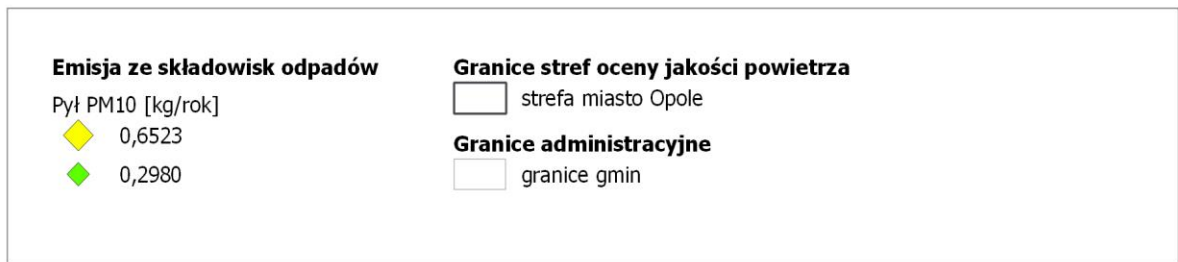 Emisja ze składowisk odpadów
Pył PM10 [kg/rok]
0,6523
0,2980
Granice stref oceny jakości powietrza
strefa miasto Opole
Granice administracyjne
granice gmin